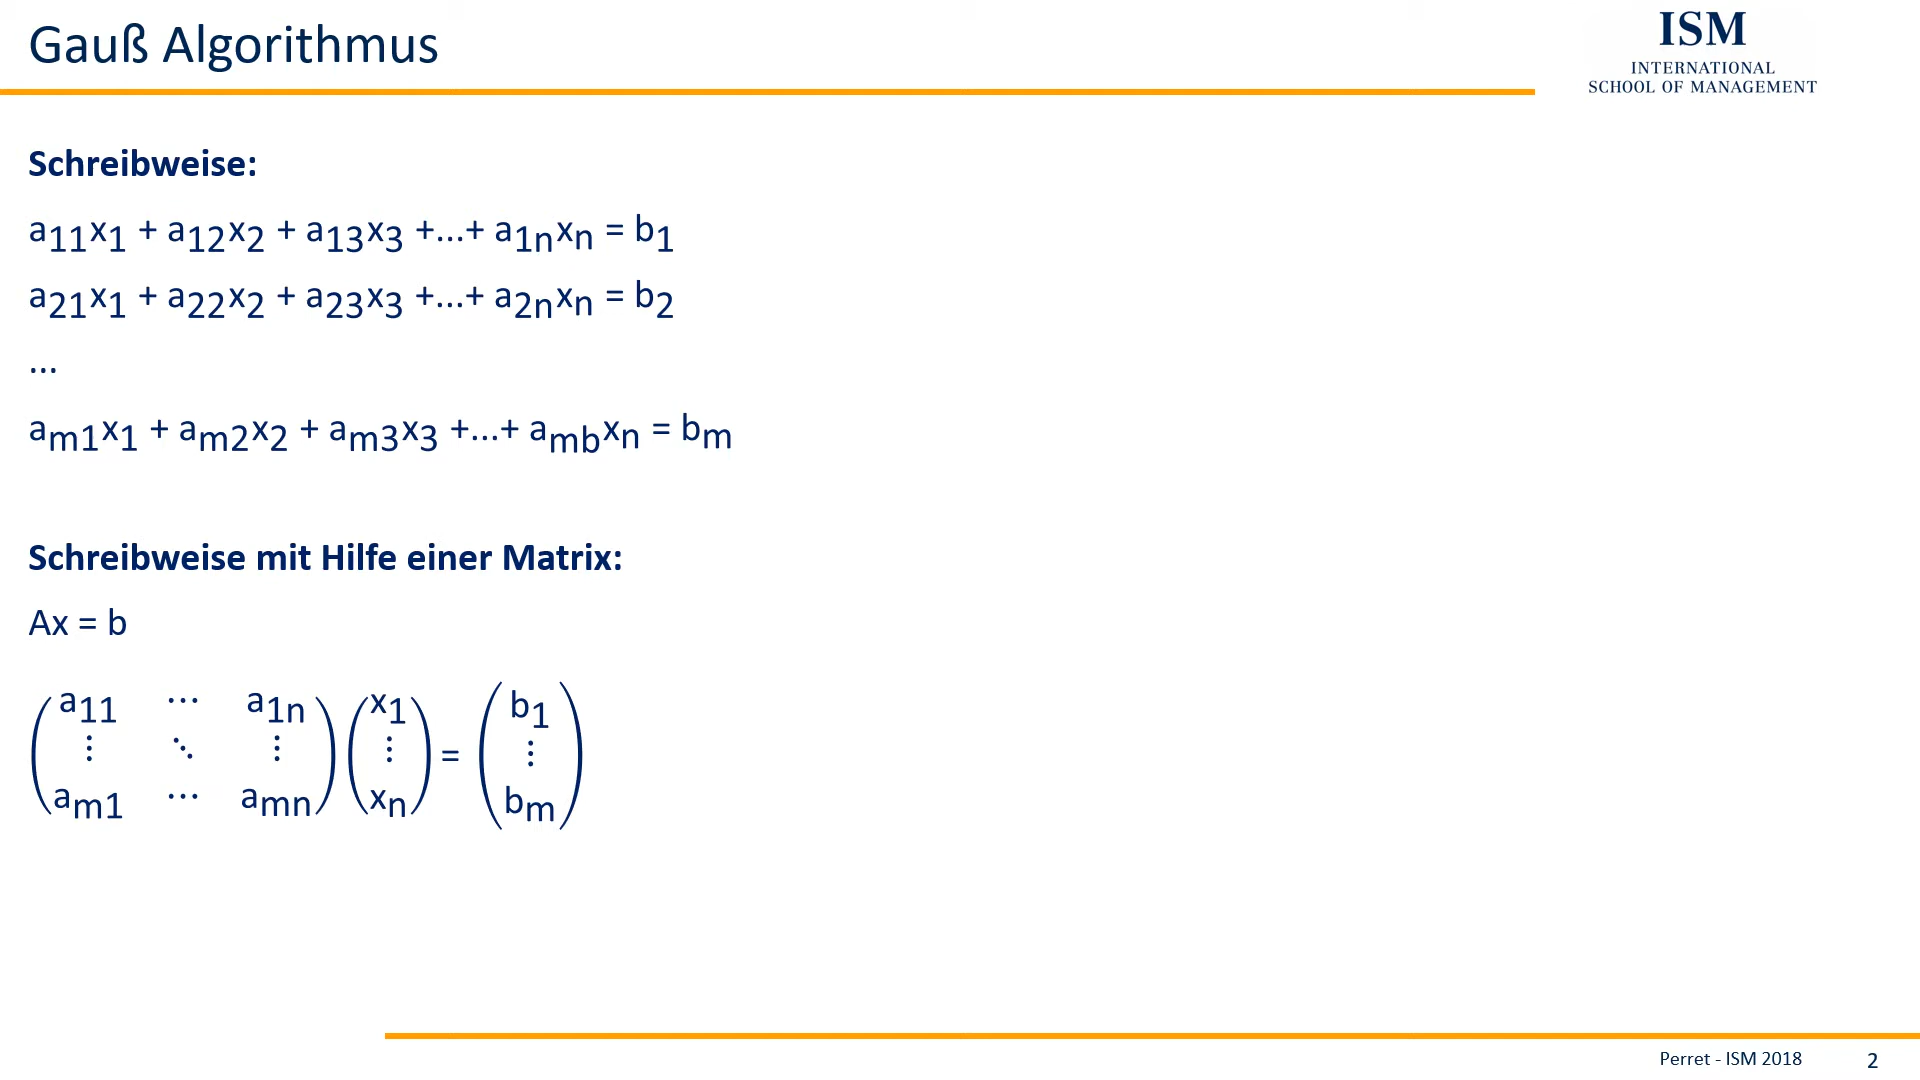 Gauß Algorithmus
ISM
INTERNATIONAL
SCHOOL OF MANAGEMENT
Schreibweise:
a11x1 + a12x2 + a13x3 +...+ a1nxn = b1
a21x1 + a22x2 + a23x3 +...+ a2nxn = b2
...
am1x1 + am2x2 + am3x3 +...+ ambxn = bm
Schreibweise mit Hilfe einer Matrix:
Ax = b
(a11 ⋯ a1n) (x1) = (b1)
⋮ ⋱ ⋮ ⋮ ⋮
am1 ⋯ amn xn bm
Perret - ISM 2018 2